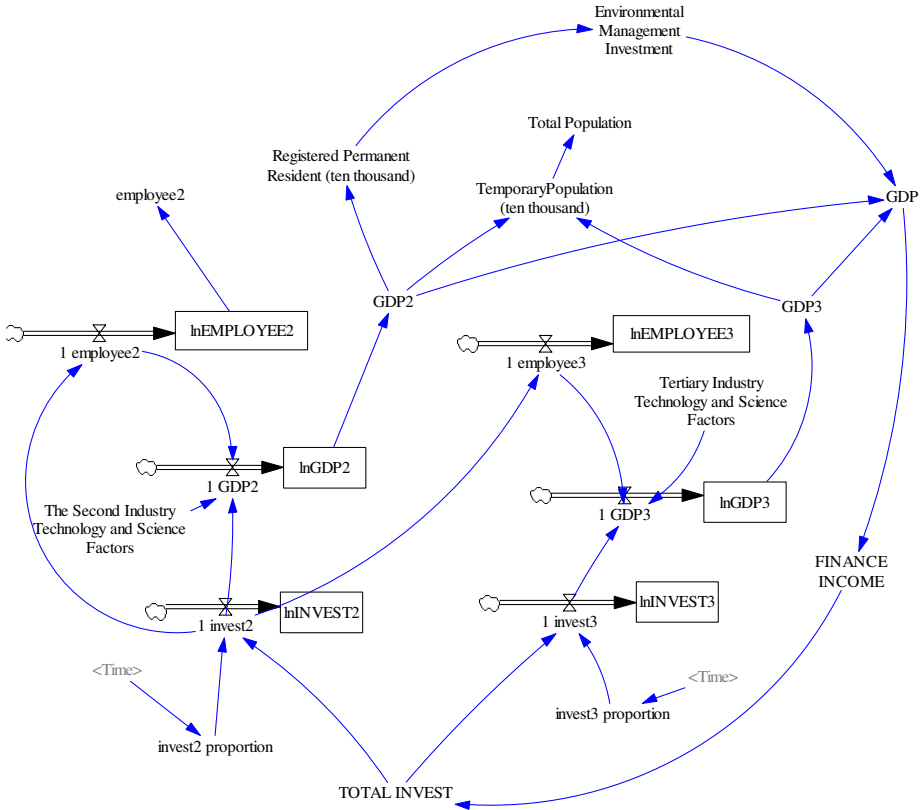 Environmental
Management
Investment
Total Population
Registered Permanent
Resident (ten thousand)
TemporaryPopulation
(ten thousand)
employee2
GDP
GDP2
GDP3
lnEMPLOYEE2
lnEMPLOYEE3
1 employee2
1 employee3
Tertiary Industry
Technology and Science
Factors
lnGDP2
1 GDP2
lnGDP3
1 GDP3
The Second Industry
Technology and Science
Factors
FINANCE
INCOME
lnINVEST2
1 invest2
lnINVEST3
1 invest3
<Time>
<Time>
invest3 proportion
invest2 proportion
TOTAL INVEST